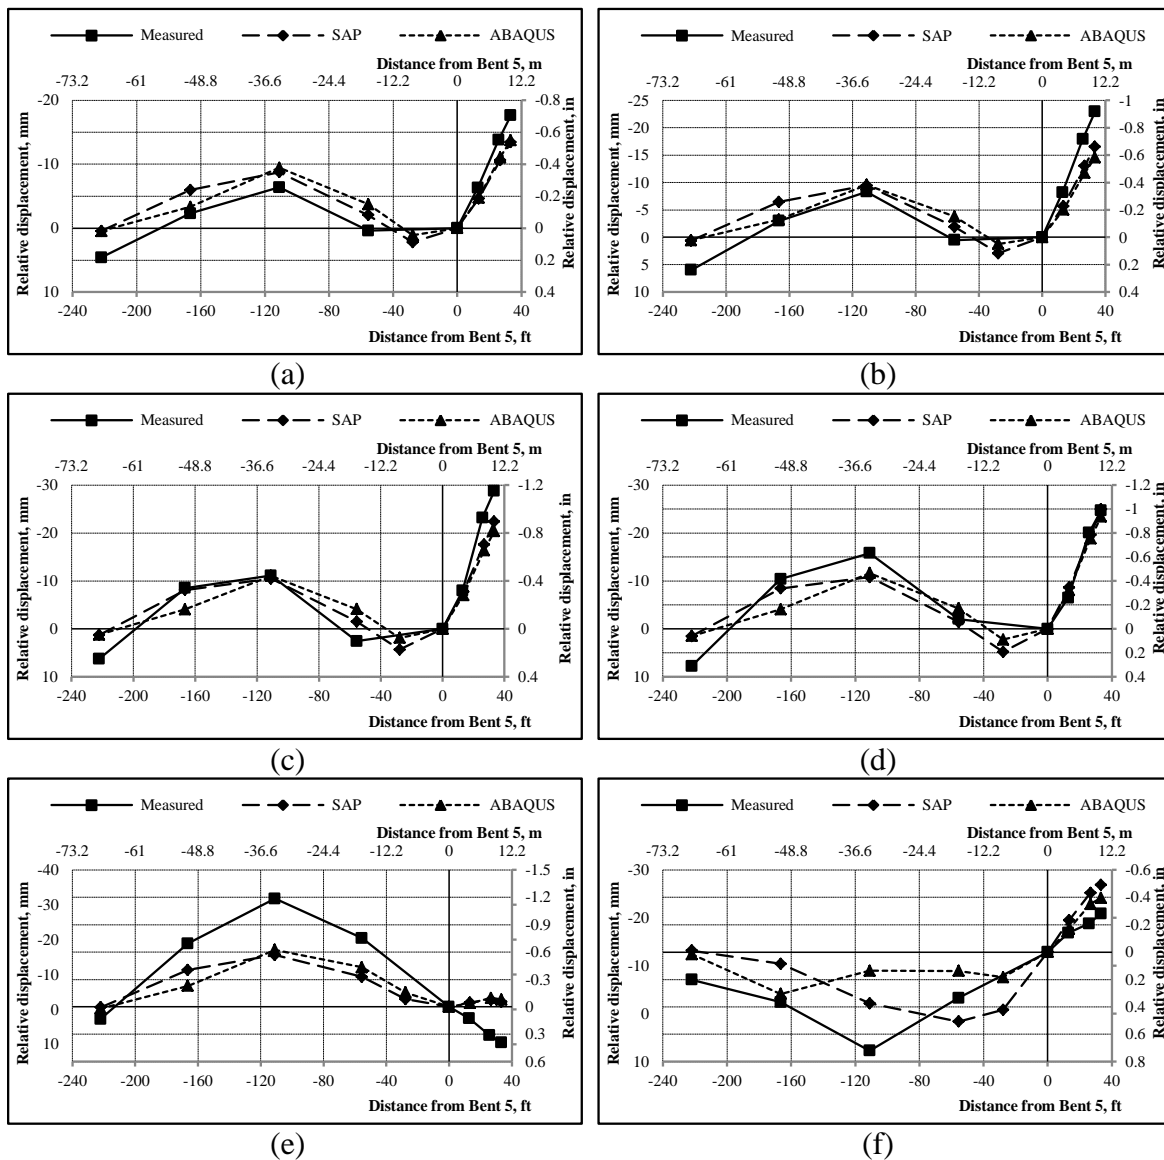 Measured SAP ABAQUS
Distance from Bent 5, m
-73.2 -61 -48.8 -36.6 -24.4 -12.2 0 12.2
Relative displacement, mm
-20 -10 0 10
-0.8 -0.6 -0.4 -0.2 0 0.2 0.4
Relative displacement, in
-240 -200 -160 -120 -80 -40 0 40
Distance from Bent 5, ft
(a)
Measured SAP ABAQUS
Distance from Bent 5, m
-73.2 -61 -48.8 -36.6 -24.4 -12.2 0 12.2
Relative displacement, mm
-25 -20 -15 -10 -5 0 5 10
-1 -0.8 -0.6 -0.4 -0.2 0 0.2 0.4
Relative displacement, in
-240 -200 -160 -120 -80 -40 0 40
Distance from Bent 5, ft
(b)
Measured SAP ABAQUS
Distance from Bent 5, m
-73.2 -61 -48.8 -36.6 -24.4 -12.2 0 12.2
Relative displacement, mm
-30 -20 -10 0 10
-1.2 -0.8 -0.4 0 0.4
Relative displacement, in
-240 -200 -160 -120 -80 -40 0 40
Distance from Bent 5, ft
(c)
Measured SAP ABAQUS
Distance from Bent 5, m
-73.2 -61 -48.8 -36.6 -24.4 -12.2 0 12.2
Relative displacement, mm
-30 -20 -10 0 10
-1.2 -1 -0.8 -0.6 -0.4 -0.2 0 0.2 0.4
Relative displacement, in
-240 -200 -160 -120 -80 -40 0 40
Distance from Bent 5, ft
(d)
Measured SAP ABAQUS
Distance from Bent 5, m
-73.2 -61 -48.8 -36.6 -24.4 -12.2 0 12.2
Relative displacement, mm
-40 -30 -20 -10 0 10
-1.5 -1.2 -0.9 -0.6 -0.3 0 0.3 0.6
Relative displacement, in
-240 -200 -160 -120 -80 -40 0 40
Distance from Bent 5, ft
(e)
Measured SAP ABAQUS
Distance from Bent 5, m
-73.2 -61 -48.8 -36.6 -24.4 -12.2 0 12.2
Relative displacement, mm
-30 -20 -10 0 10
-0.6 -0.4 -0.2 0 0.2 0.4 0.6 0.8
Relative displacement, in
-240 -200 -160 -120 -80 -40 0 40
Distance from Bent 5, ft
(f)